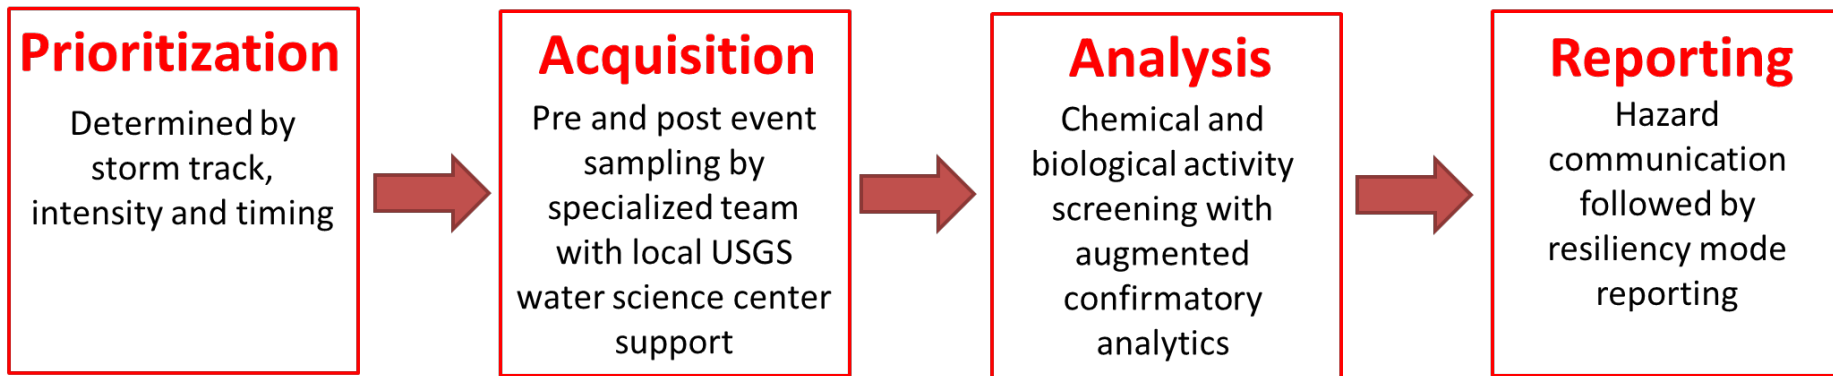 Prioritization
Determined by
storm track,
intensity and timing
Acquisition
Pre and post event
sampling by
specialized team
with local USGS
water science center
support
Analysis
Chemical and
biological activity
screening with
augmented
confirmatory
analytics
Reporting
Hazard
communication
followed by
resiliency mode
reporting